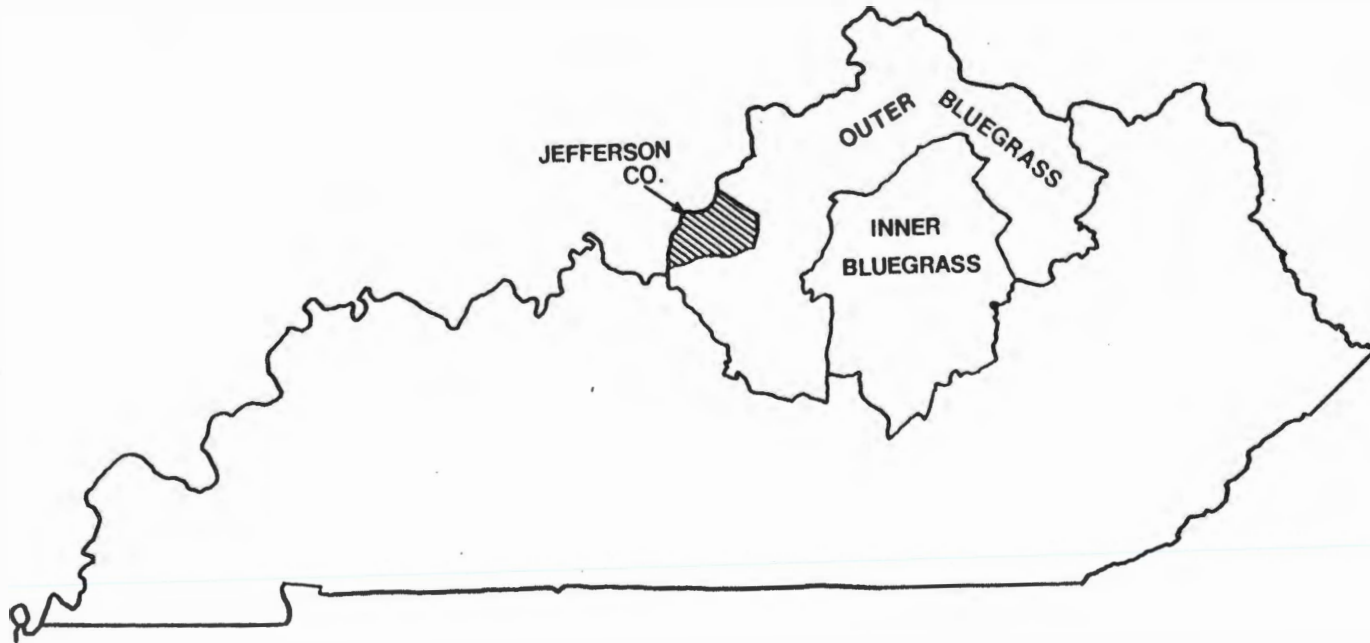 JEFFERSON
CO.
OUTER BLUEGRASS
INNER
BLUEGRASS